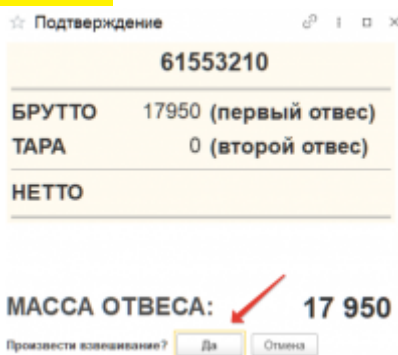 Подтверждение
61553210
БРУТТО 17950 (первый отвес)
ТАРА 0 (второй отвес)
НЕТТО
МАССА ОТВЕСА: 17 950
Произвести взвешивание? Да Отмена